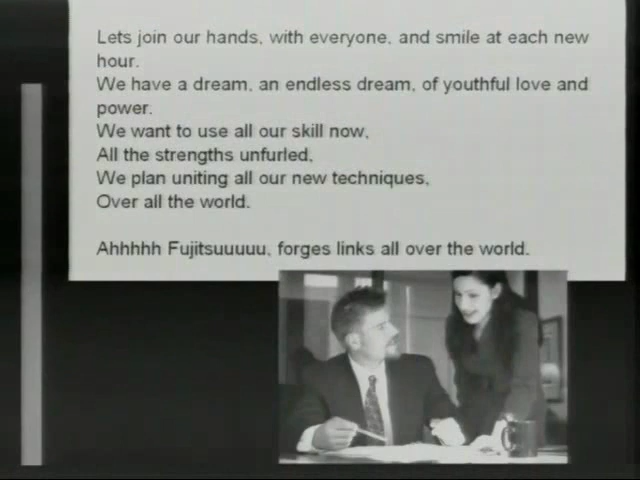 Lets join our hands, with everyone, and smile at each new
hour.
We have a dream, an endless dream, of youthful love and
power.
We want to use all our skill now,
All the strengths unfurled,
We plan uniting all our new techniques,
Over all the world.
Ahhhhh Fujitsuuuuu, forges links all over the world.